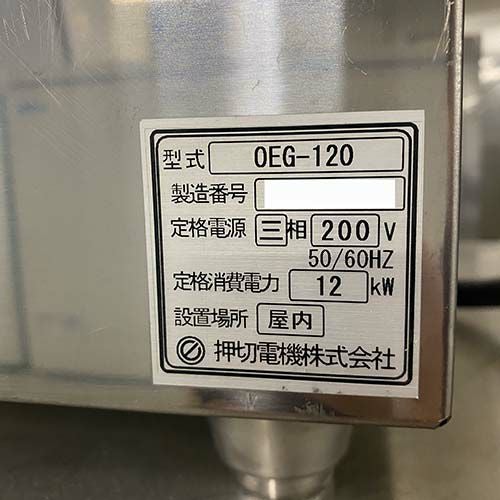 型式 OEG-120
製造番号
定格電源 三相 200 V
50/60HZ
定格消費電力 12 kW
設置場所 屋内
押切電機株式会社